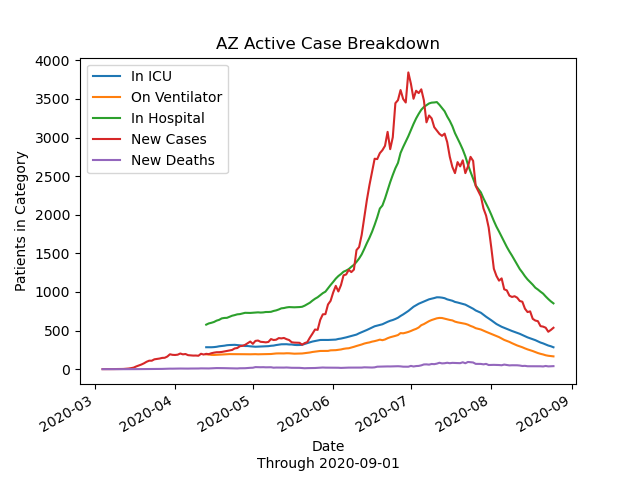 AZ Active Case Breakdown
In ICU
On Ventilator
In Hospital
New Cases
New Deaths
Patients in Category
4000
3500
3000
2500
2000
1500
1000
500
0
2020-03
2020-04
2020-05
2020-06
2020-07
2020-08
2020-09
Date
Through 2020-09-01